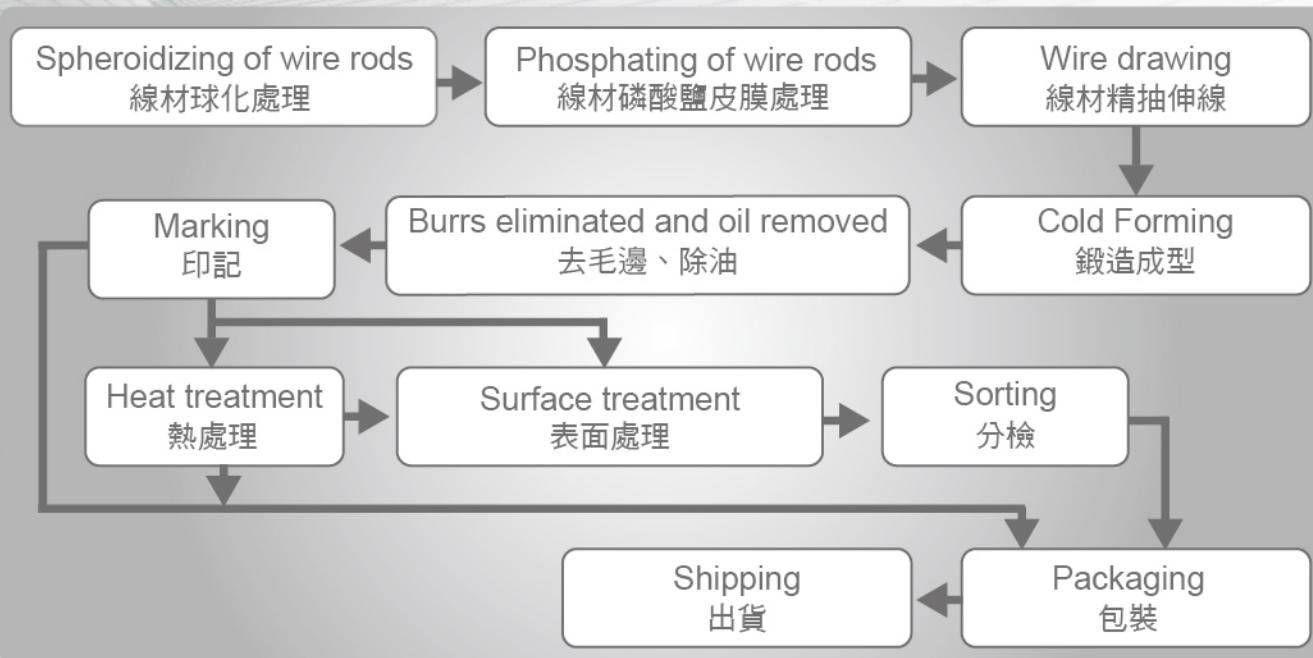 Spheroidizing of wire rods
線材球化處理
Phosphating of wire rods
線材磷酸鹽皮膜處理
Wire drawing
線材精抽伸線
Marking
印記
Burrs eliminated and oil removed
去毛邊、除油
Cold Forming
鍛造成型
Heat treatment
熱處理
Surface treatment
表面處理
Sorting
分檢
Shipping
出貨
Packaging
包裝